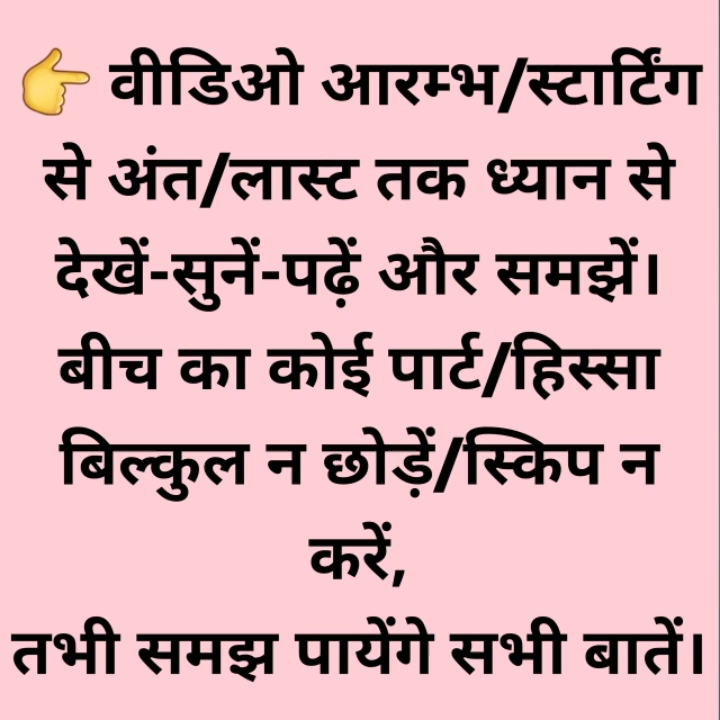 👉 वीडिओ आरम्भ/स्टार्टिंग
से अंत/लास्ट तक ध्यान से
देखें-सुनें-पढ़ें और समझें।
बीच का कोई पार्ट/हिस्सा
बिल्कुल न छोड़ें/स्किप न
करें,
तभी समझ पायेंगे सभी बातें।